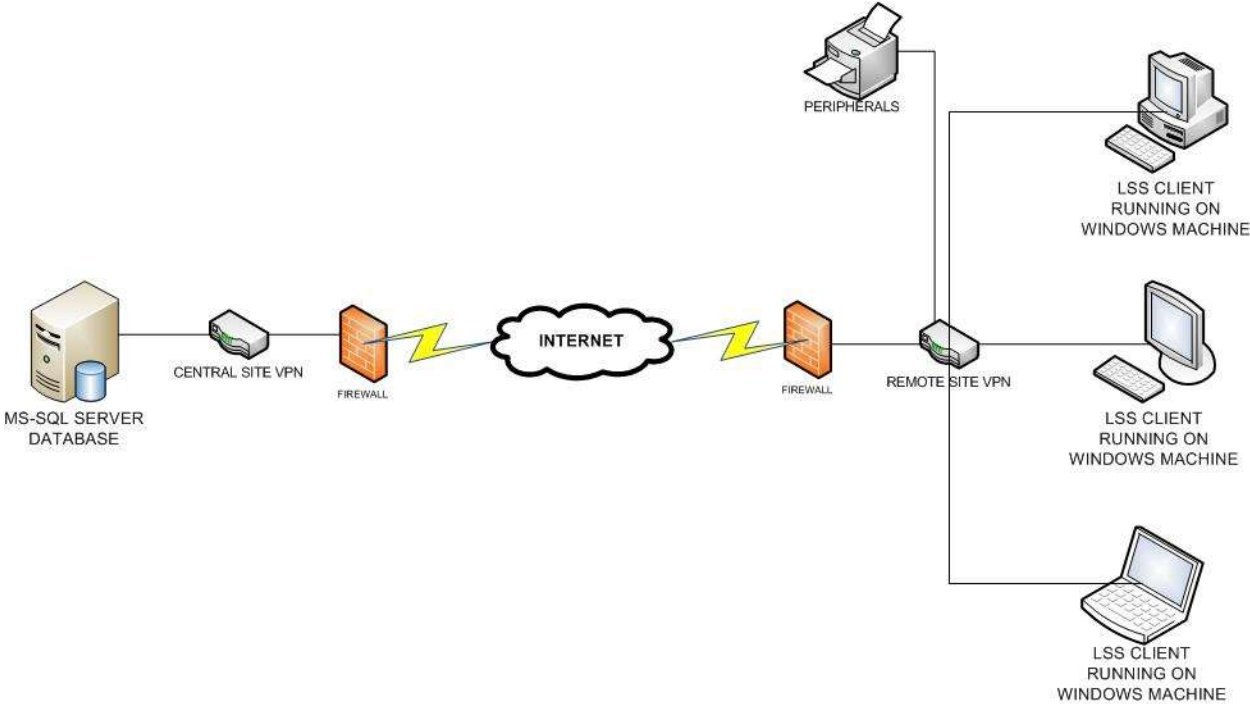 PERIPHERALS
LSS CLIENT
RUNNING ON
WINDOWS MACHINE
MS-SQL SERVER
DATABASE
CENTRAL SITE VPN
FIREWALL
INTERNET
FIREWALL
REMOTE SITE VPN
LSS CLIENT
RUNNING ON
WINDOWS MACHINE
LSS CLIENT
RUNNING ON
WINDOWS MACHINE